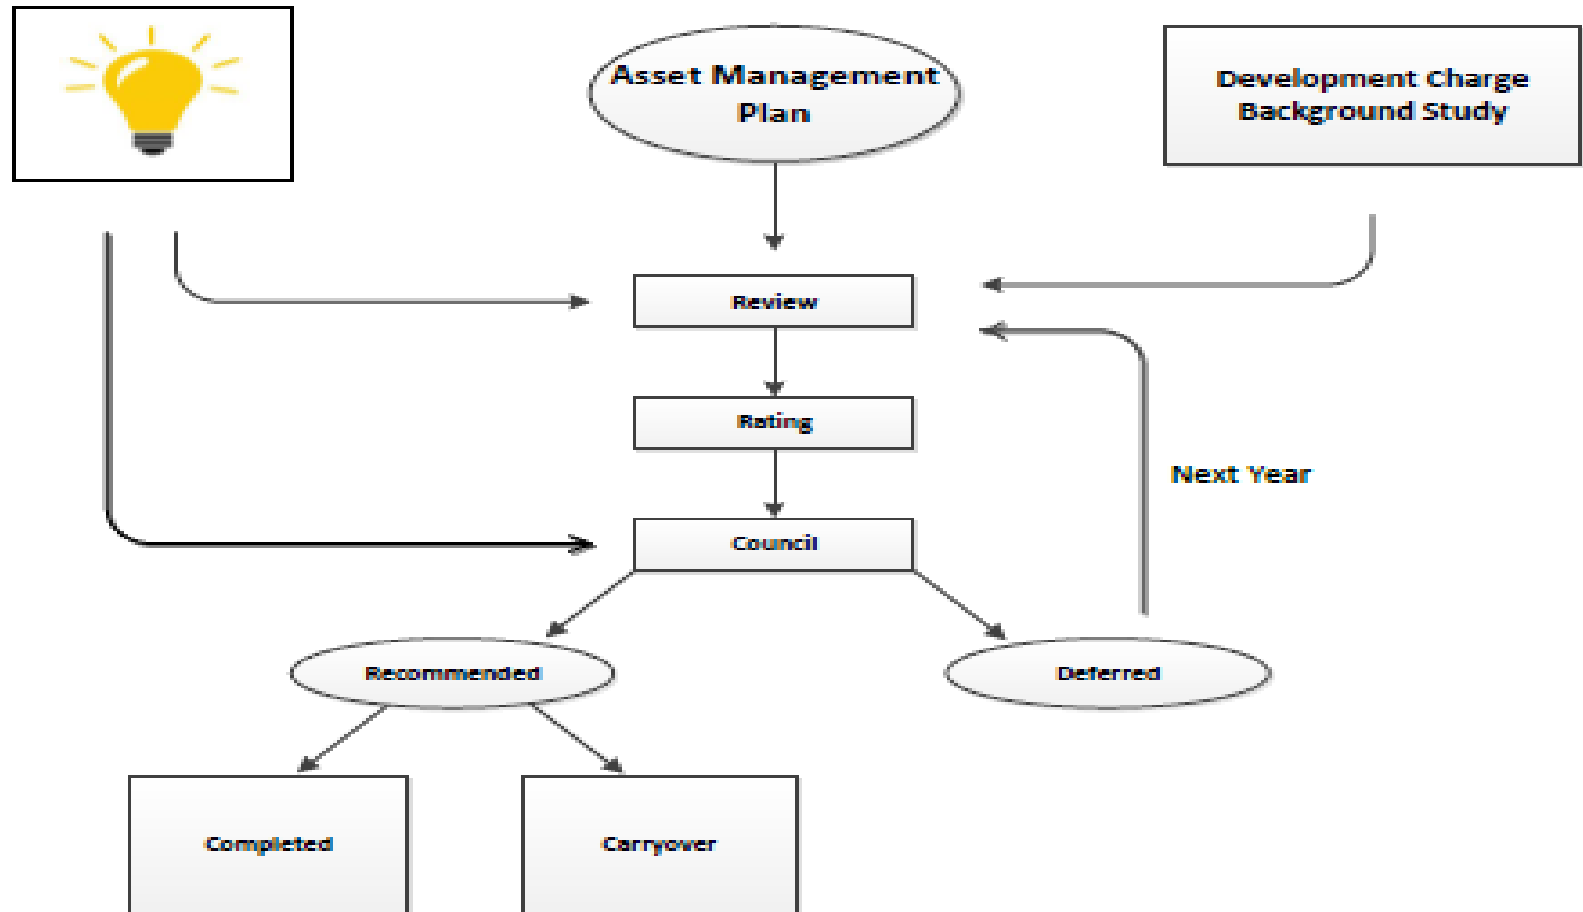 Asset Management
Plan
Development Charge
Background Study
Review
Rating
Next Year
Council
Recommended
Deferred
Completed
Carryover